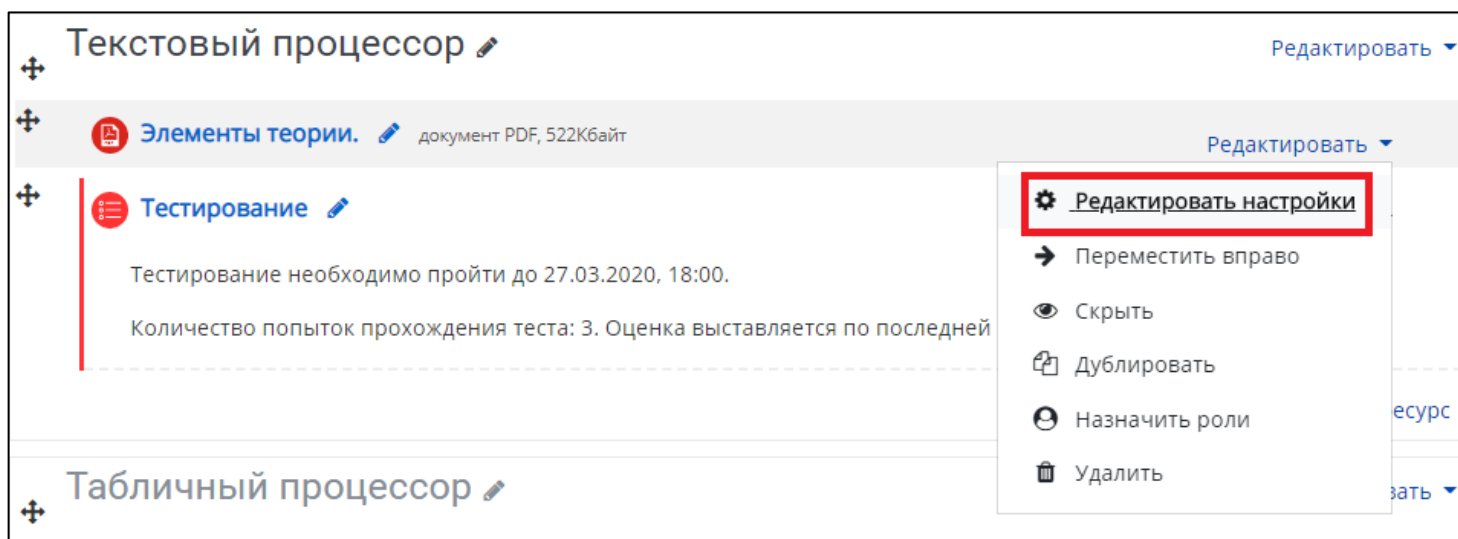 Текстовый процессор
Редактировать
Элементы теории. документ PDF, 522Кбайт
Редактировать
Тестирование
Редактировать настройки
Переместить вправо
Тестирование необходимо пройти до 27.03.2020, 18:00.
Скрыть
Количество попыток прохождения теста: 3. Оценка выставляется по последней
Дублировать
есурс
Назначить роли
Удалить
Табличный процессор
вать